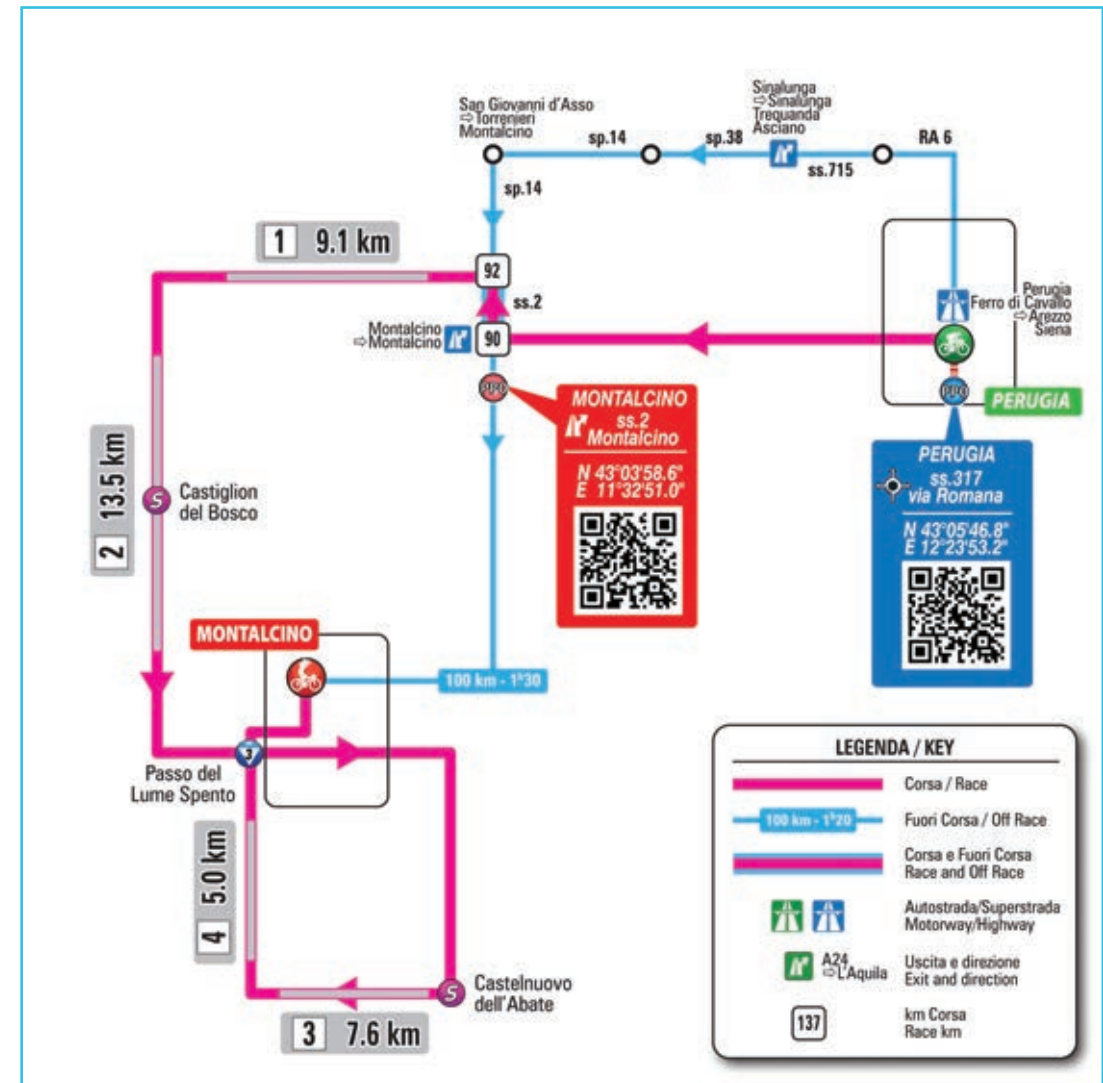 Sinalunga
⇨Sinalunga
Trequanda
Asciano
San Giovanni d'Asso
⇨Torrenieri
Montalcino
sp.14
sp.38
ss.715
RA 6
sp.14
1 9.1 km
92
ss.2
Montalcino
⇨Montalcino
90
Perugia
Ferro di Cavallo
⇨Arezzo
Siena
PPO
PPO
PERUGIA
MONTALCINO
ss.2
Montalcino
N 43°03'58.6"
E 11°32'51.0"
PERUGIA
ss.317
via Romana
N 43°05'46.8"
E 12°23'53.2"
2 13.5 km
S
Castiglion
del Bosco
MONTALCINO
100 km - 1h30
3
Passo del
Lume Spento
4 5.0 km
S
Castelnuovo
dell'Abate
3 7.6 km
LEGENDA / KEY
Corsa / Race
100 km - 1h20
Fuori Corsa / Off Race
Corsa e Fuori Corsa
Race and Off Race
Autostrada/Superstrada
Motorway/Highway
A24
⇨L'Aquila
Uscita e direzione
Exit and direction
137
km Corsa
Race km